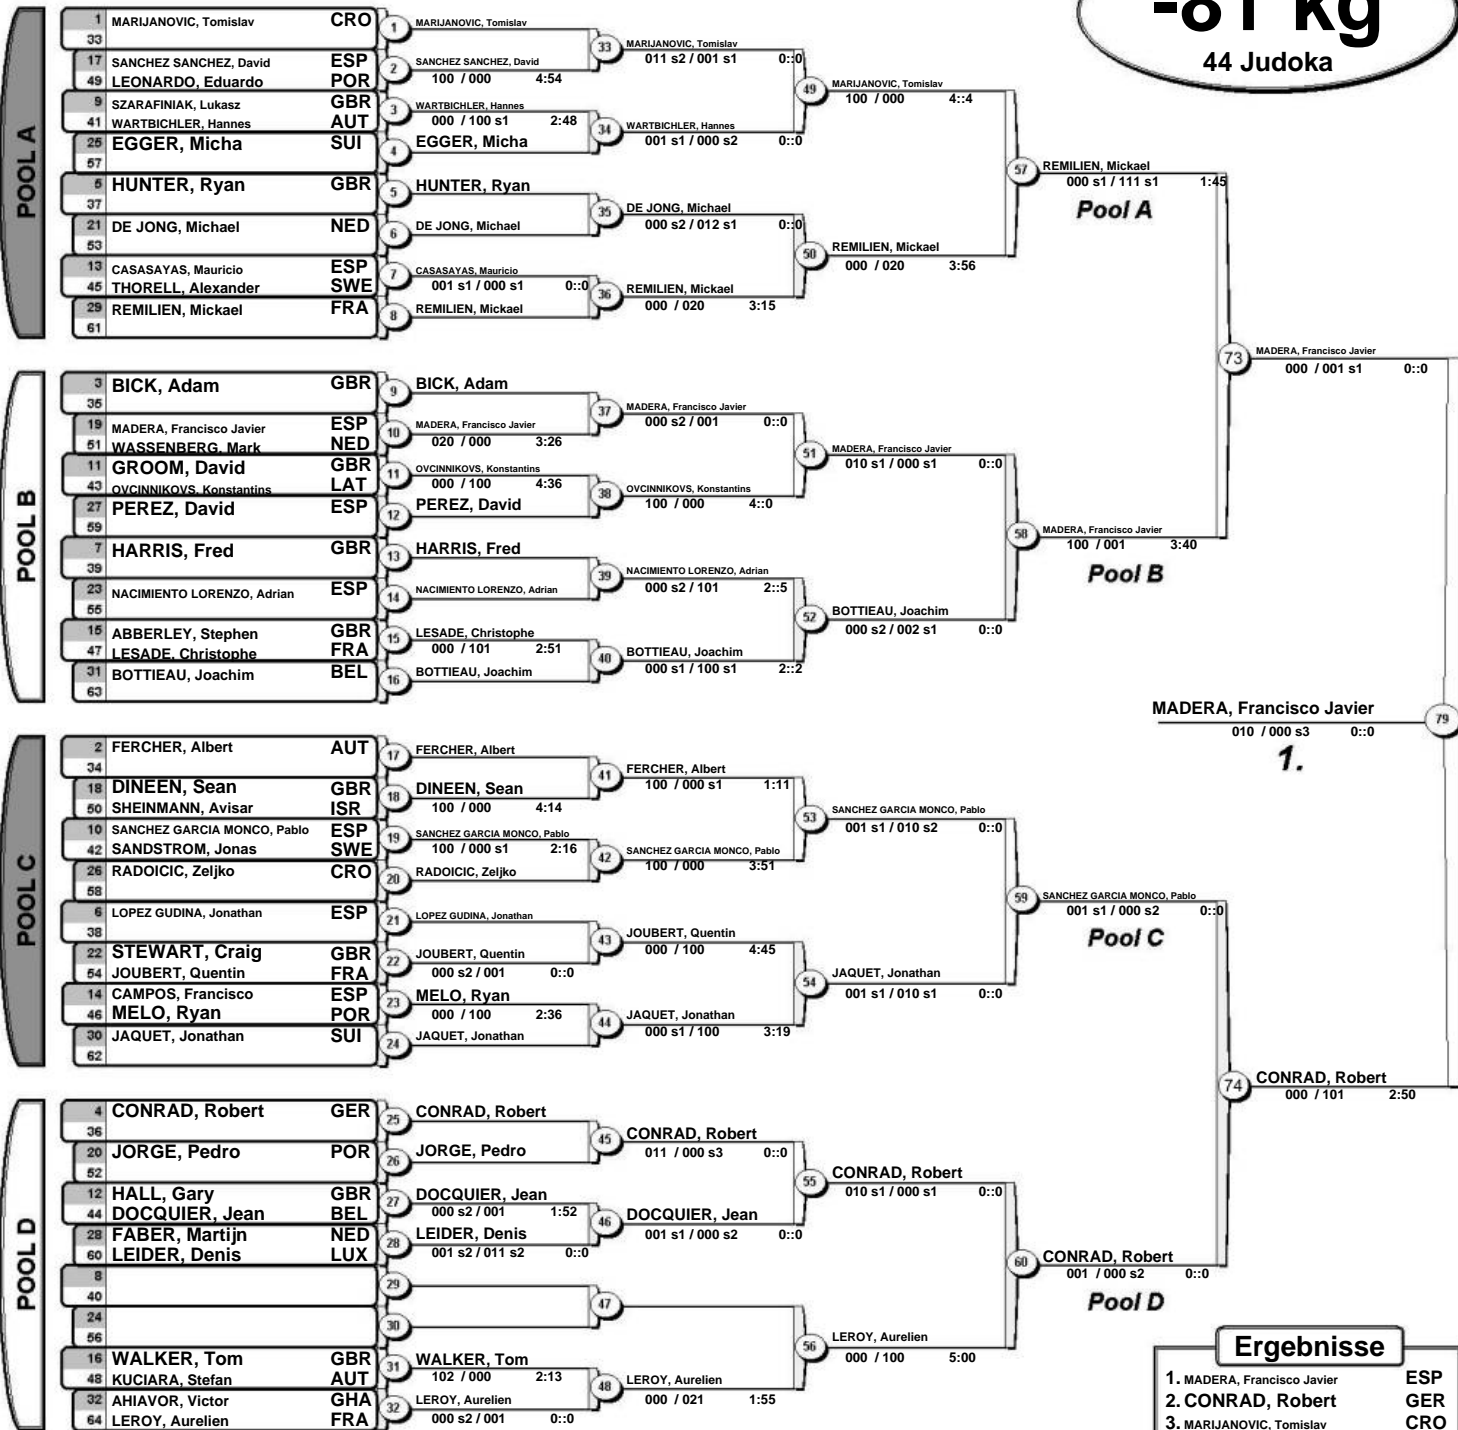 -81 kg
44 Judoka
POOL A
1 MARIJANOVIC, Tomislav CRO
33
17 SANCHEZ SANCHEZ, David ESP
49 LEONARDO, Eduardo POR
9 SZARAFINIAK, Lukasz GBR
41 WARTBICHLER, Hannes AUT
25 EGGER, Micha SUI
57
5 HUNTER, Ryan GBR
37
21 DE JONG, Michael NED
53
13 CASASAYAS, Mauricio ESP
45 THORELL, Alexander SWE
29 REMILIEN, Mickael FRA
61
1 MARIJANOVIC, Tomislav
2 SANCHEZ SANCHEZ, David
100 / 000 4:54
3 WARTBICHLER, Hannes
000 / 100 s1 2:48
4 EGGER, Micha
5 HUNTER, Ryan
6 DE JONG, Michael
7 CASASAYAS, Mauricio
001 s1 / 000 s1 0::0
8 REMILIEN, Mickael
33 MARIJANOVIC, Tomislav
011 s2 / 001 s1 0::0
34 WARTBICHLER, Hannes
001 s1 / 000 s2 0::0
35 DE JONG, Michael
000 s2 / 012 s1 0::0
36 REMILIEN, Mickael
000 / 020 3:15
49 MARIJANOVIC, Tomislav
100 / 000 4::4
50 REMILIEN, Mickael
000 / 020 3:56
57 REMILIEN, Mickael
000 s1 / 111 s1 1:45
Pool A
POOL B
3 BICK, Adam GBR
35
19 MADERA, Francisco Javier ESP
51 WASSENBERG, Mark NED
11 GROOM, David GBR
43 OVCINNIKOVS, Konstantins LAT
27 PEREZ, David ESP
59
7 HARRIS, Fred GBR
39
23 NACIMIENTO LORENZO, Adrian ESP
55
15 ABBERLEY, Stephen GBR
47 LESADE, Christophe FRA
31 BOTTIEAU, Joachim BEL
63
9 BICK, Adam
10 MADERA, Francisco Javier
020 / 000 3:26
11 OVCINNIKOVS, Konstantins
000 / 100 4:36
12 PEREZ, David
13 HARRIS, Fred
14 NACIMIENTO LORENZO, Adrian
15 LESADE, Christophe
000 / 101 2:51
16 BOTTIEAU, Joachim
37 MADERA, Francisco Javier
000 s2 / 001 0::0
38 OVCINNIKOVS, Konstantins
100 / 000 4::0
39 NACIMIENTO LORENZO, Adrian
000 s2 / 101 2::5
40 BOTTIEAU, Joachim
000 s1 / 100 s1 2::2
51 MADERA, Francisco Javier
010 s1 / 000 s1 0::0
52 BOTTIEAU, Joachim
000 s2 / 002 s1 0::0
58 MADERA, Francisco Javier
100 / 001 3:40
Pool B
73 MADERA, Francisco Javier
000 / 001 s1 0::0
MADERA, Francisco Javier 79
010 / 000 s3 0::0
1.
POOL C
2 FERCHER, Albert AUT
34
18 DINEEN, Sean GBR
50 SHEINMANN, Avisar ISR
10 SANCHEZ GARCIA MONCO, Pablo ESP
42 SANDSTROM, Jonas SWE
26 RADOICIC, Zeljko CRO
58
6 LOPEZ GUDINA, Jonathan ESP
38
22 STEWART, Craig GBR
54 JOUBERT, Quentin FRA
14 CAMPOS, Francisco ESP
46 MELO, Ryan POR
30 JAQUET, Jonathan SUI
62
17 FERCHER, Albert
18 DINEEN, Sean
100 / 000 4:14
19 SANCHEZ GARCIA MONCO, Pablo
100 / 000 s1 2:16
20 RADOICIC, Zeljko
21 LOPEZ GUDINA, Jonathan
22 JOUBERT, Quentin
000 s2 / 001 0::0
23 MELO, Ryan
000 / 100 2:36
24 JAQUET, Jonathan
41 FERCHER, Albert
100 / 000 s1 1:11
42 SANCHEZ GARCIA MONCO, Pablo
100 / 000 3:51
43 JOUBERT, Quentin
000 / 100 4:45
44 JAQUET, Jonathan
000 s1 / 100 3:19
53 SANCHEZ GARCIA MONCO, Pablo
001 s1 / 010 s2 0::0
54 JAQUET, Jonathan
001 s1 / 010 s1 0::0
59 SANCHEZ GARCIA MONCO, Pablo
001 s1 / 000 s2 0::0
Pool C
POOL D
4 CONRAD, Robert GER
36
20 JORGE, Pedro POR
52
12 HALL, Gary GBR
44 DOCQUIER, Jean BEL
28 FABER, Martijn NED
60 LEIDER, Denis LUX
8
40
24
56
16 WALKER, Tom GBR
48 KUCIARA, Stefan AUT
32 AHIAVOR, Victor GHA
64 LEROY, Aurelien FRA
25 CONRAD, Robert
26 JORGE, Pedro
27 DOCQUIER, Jean
000 s2 / 001 1:52
28 LEIDER, Denis
001 s2 / 011 s2 0::0
29
30
31 WALKER, Tom
102 / 000 2:13
32 LEROY, Aurelien
000 s2 / 001 0::0
45 CONRAD, Robert
011 / 000 s3 0::0
46 DOCQUIER, Jean
001 s1 / 000 s2 0::0
47
48 LEROY, Aurelien
000 / 021 1:55
55 CONRAD, Robert
010 s1 / 000 s1 0::0
56 LEROY, Aurelien
000 / 100 5:00
60 CONRAD, Robert
001 / 000 s2 0::0
Pool D
74 CONRAD, Robert
000 / 101 2:50
Ergebnisse
1. MADERA, Francisco Javier ESP
2. CONRAD, Robert GER
3. MARIJANOVIC, Tomislav CRO